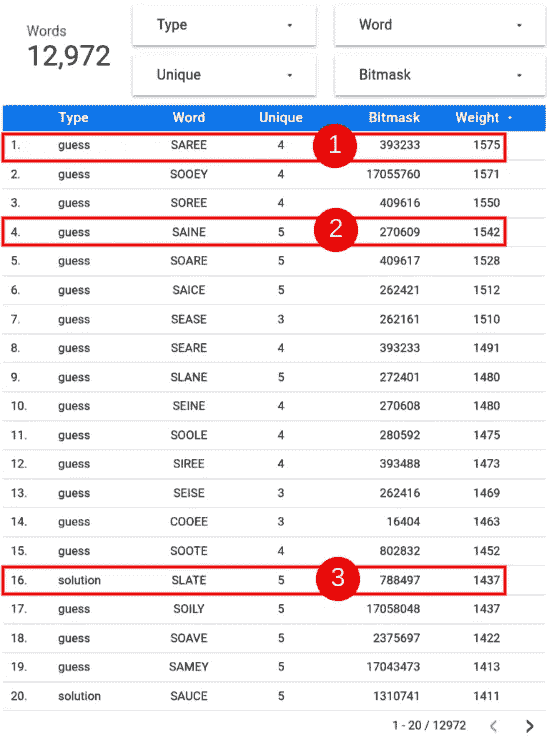 Words
12,972
Type Word
Unique Bitmask
Type Word Unique Bitmask Weight
1. guess SAREE 4 1 393233 1575
2. guess SOOEY 4 17055760 1571
3. guess SOREE 4 409616 1550
4. guess SAINE 5 2 270609 1542
5. guess SOARE 5 409617 1528
6. guess SAICE 5 262421 1512
7. guess SEASE 3 262161 1510
8. guess SEARE 4 393233 1491
9. guess SLANE 5 272401 1480
10. guess SEINE 4 270608 1480
11. guess SOOLE 4 280592 1475
12. guess SIREE 4 393488 1473
13. guess SEISE 3 262416 1469
14. guess COOEE 3 16404 1463
15. guess SOOTE 4 802832 1452
16. solution SLATE 5 3 788497 1437
17. guess SOILY 5 17058048 1437
18. guess SOAVE 5 2375697 1422
19. guess SAMEY 5 17043473 1413
20. solution SAUCE 5 1310741 1411
1 - 20 / 12972